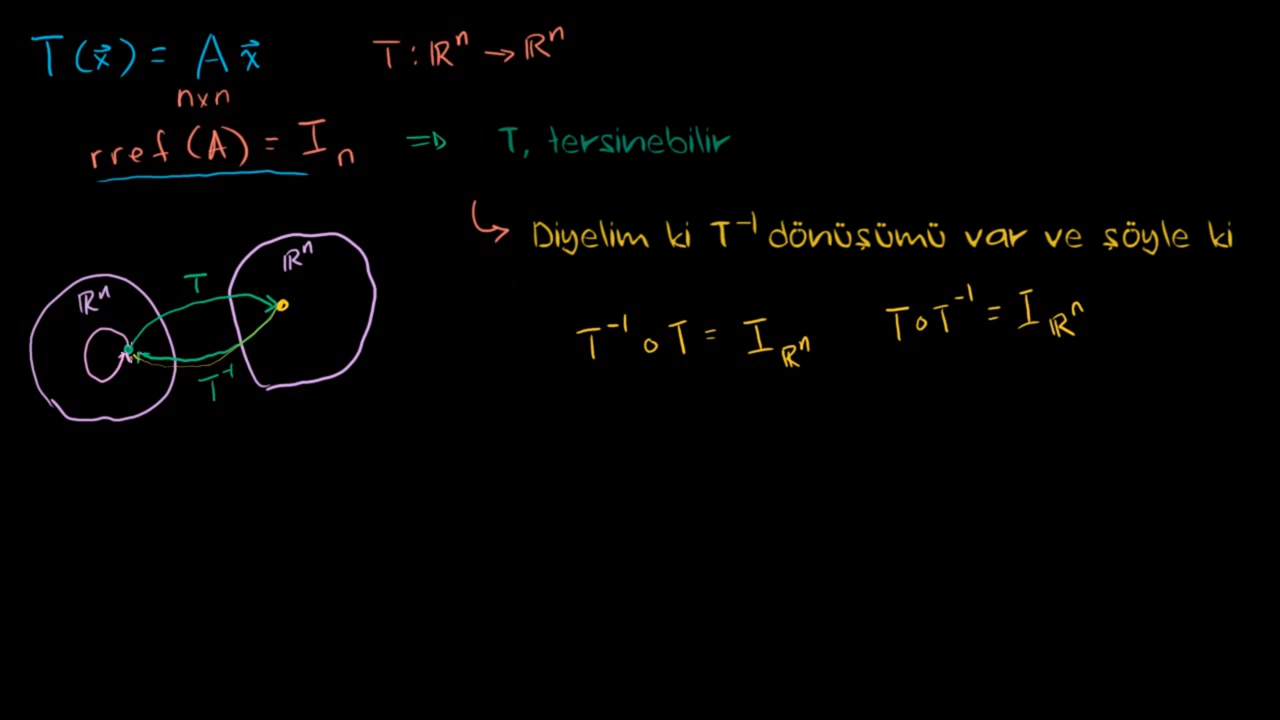 T(x⃗) = A x⃗ T : ℝⁿ → ℝⁿ
n×n
rref(A) = Iₙ ⇒ T, tersinebilir
↳ Diyelim ki T⁻¹ dönüşümü var ve şöyle ki
T⁻¹ ∘ T = I_ℝⁿ T ∘ T⁻¹ = I_ℝⁿ
ℝⁿ
T
ℝⁿ
T⁻¹